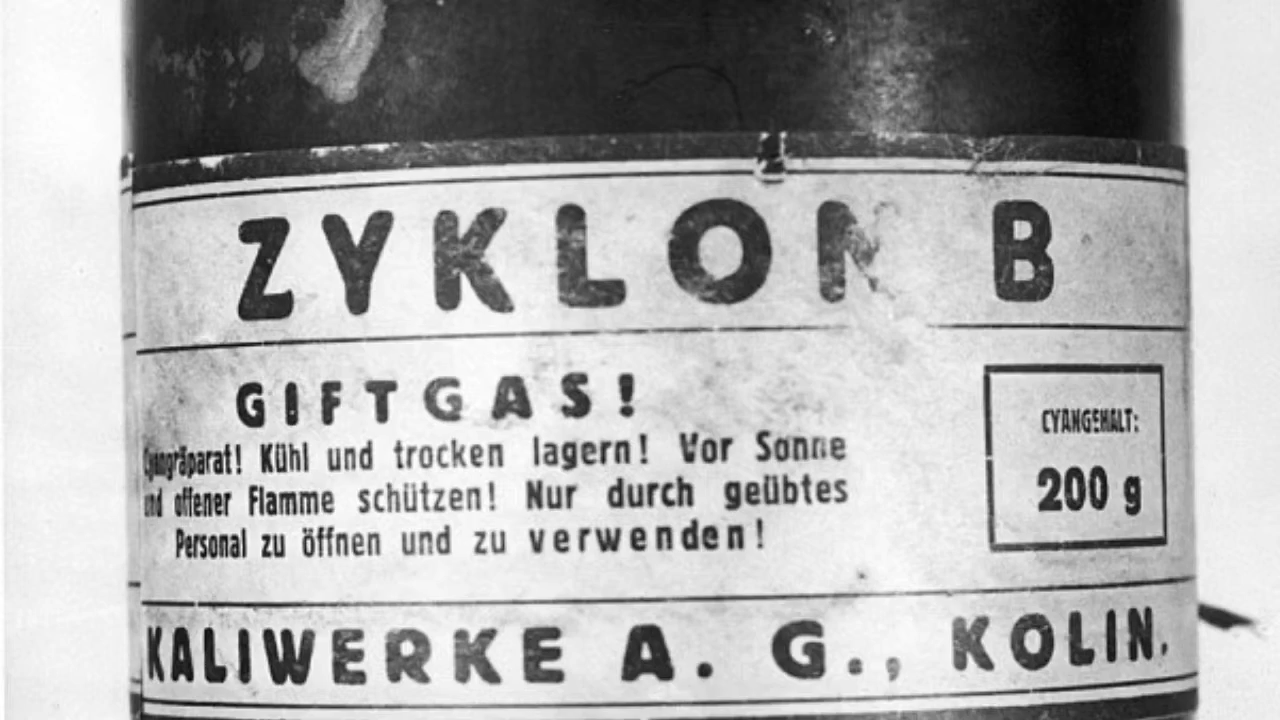 ZYKLON B
GIFTGAS!
Cyanpräparat! Kühl und trocken lagern! Vor Sonne
und offener Flamme schützen! Nur durch geübtes
Personal zu öffnen und zu verwenden!
CYANGEHALT:
200 g
KALIWERKE A. G., KOLIN.